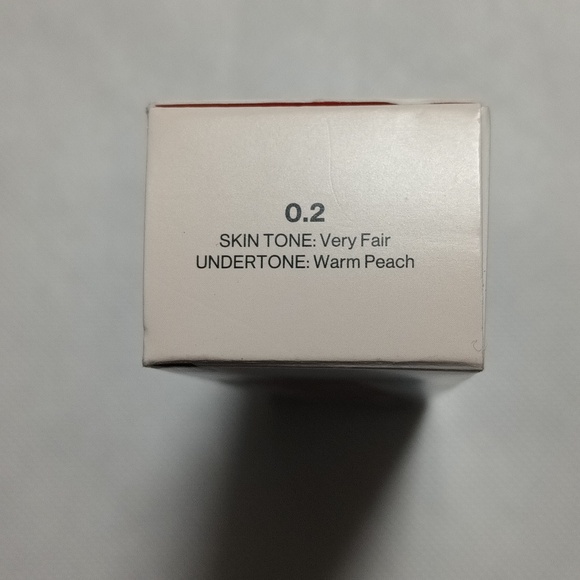 0.2
SKIN TONE: Very Fair
UNDERTONE: Warm Peach